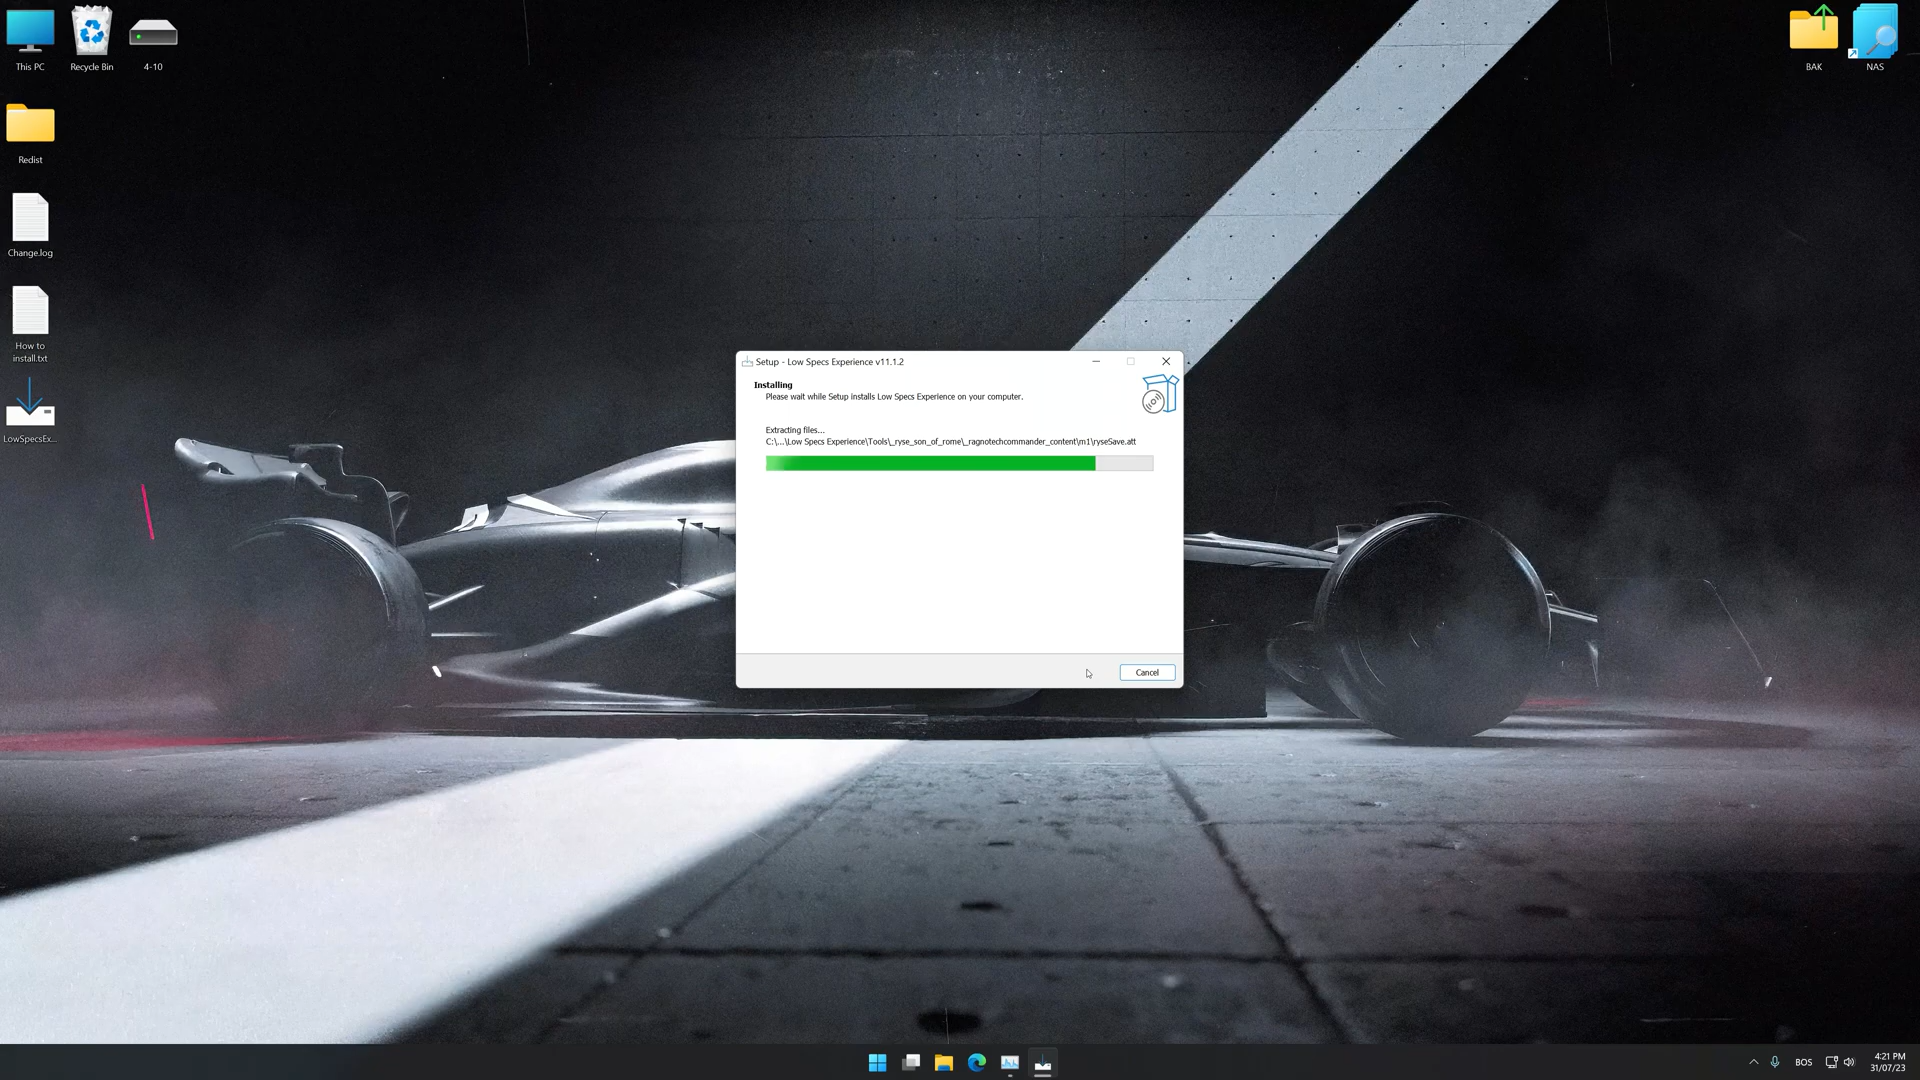 This PC
Recycle Bin
4-10
BAK
NAS
Redist
Change.log
How to
install.txt
LowSpecsEx...
Setup - Low Specs Experience v11.1.2
Installing
Please wait while Setup installs Low Specs Experience on your computer.
Extracting files...
C:\...\Low Specs Experience\Tools\_ryse_son_of_rome\_ragnotechcommander_content\m1\ryseSave.att
Cancel
BOS
4:21 PM
31/07/23